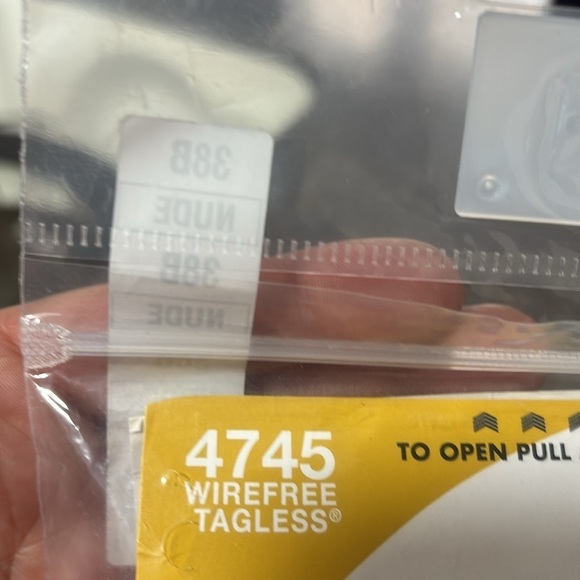 38B
NUDE
38B
NUDE
4745
WIREFREE
TAGLESS®
TO OPEN PULL